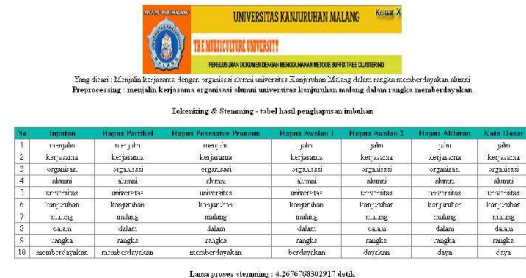 UNIVERSITAS KANJURUHAN MALANG
Keluar X
THE MULTICULTURE UNIVERSITY
PENELUSURAN DOKUMEN DENGAN MENGGUNAKAN METODE SUFFIX TREE CLUSTERING
Yang dicari : Menjalin kerjasama dengan organisasi alumni universitas Kanjuruhan Malang dalam rangka memberdayakan alumni
Preprocessing : menjalin kerjasama organisasi alumni universitas kanjuruhan malang dalam rangka memberdayakan
Tokenizing & Stemming - tabel hasil penghapusan imbuhan
No Inputan Hapus Partikel Hapus Possessive Pronoun Hapus Awalan 1 Hapus Awalan 2 Hapus Akhiran Kata Dasar
1 menjalin menjalin menjalin jalin jalin jalin jalin
2 kerjasama kerjasama kerjasama kerjasama kerjasama kerjasama kerjasama
3 organisasi organisasi organisasi organisasi organisasi organisasi organisasi
4 alumni alumni alumni alumni alumni alumni alumni
5 universitas universitas universitas universitas universitas universitas universitas
6 kanjuruhan kanjuruhan kanjuruhan kanjuruhan kanjuruhan kanjuruhan kanjuruhan
7 malang malang malang malang malang malang malang
8 dalam dalam dalam dalam dalam dalam dalam
9 rangka rangka rangka rangka rangka rangka rangka
10 memberdayakan memberdayakan memberdayakan berdayakan dayakan daya daya
Lama proses stemming : 4.2676768302917 detik